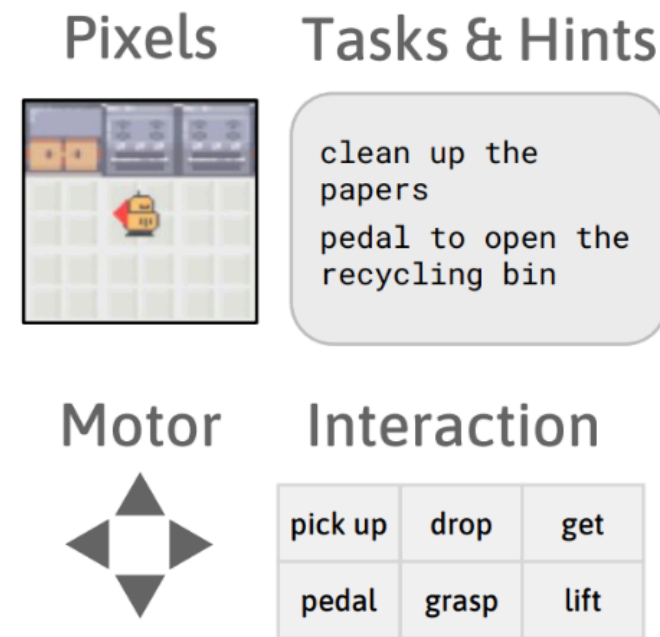 Pixels
Tasks & Hints
clean up the
papers
pedal to open the
recycling bin
Motor
Interaction
pick up drop get
pedal grasp lift